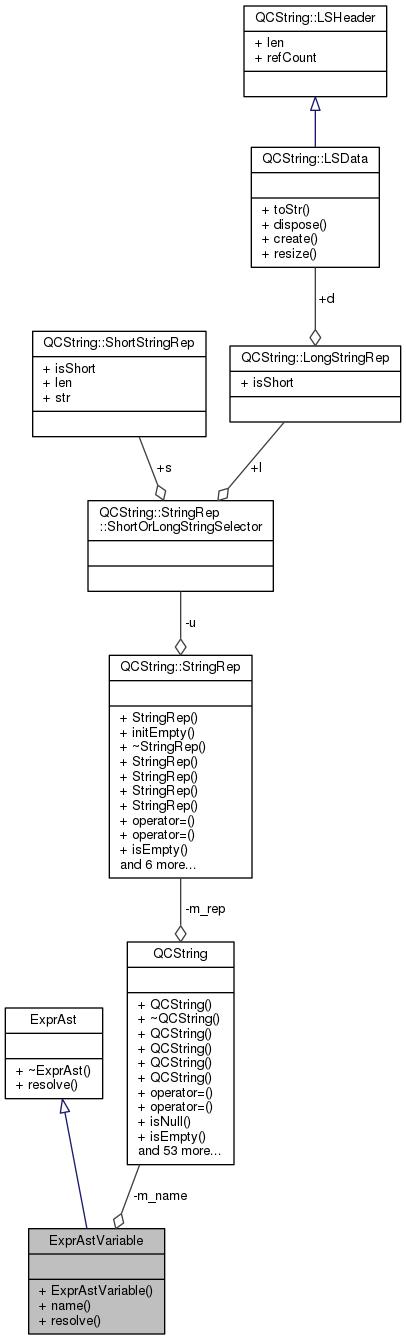 QCString::LSHeader
+ len
+ refCount
QCString::LSData
+ toStr()
+ dispose()
+ create()
+ resize()
+d
QCString::ShortStringRep
+ isShort
+ len
+ str
QCString::LongStringRep
+ isShort
+s
+l
QCString::StringRep
::ShortOrLongStringSelector
-u
QCString::StringRep
+ StringRep()
+ initEmpty()
+ ~StringRep()
+ StringRep()
+ StringRep()
+ StringRep()
+ StringRep()
+ operator=()
+ operator=()
+ isEmpty()
and 6 more...
-m_rep
QCString
+ QCString()
+ ~QCString()
+ QCString()
+ QCString()
+ QCString()
+ QCString()
+ operator=()
+ operator=()
+ isNull()
+ isEmpty()
and 53 more...
ExprAst
+ ~ExprAst()
+ resolve()
-m_name
ExprAstVariable
+ ExprAstVariable()
+ name()
+ resolve()